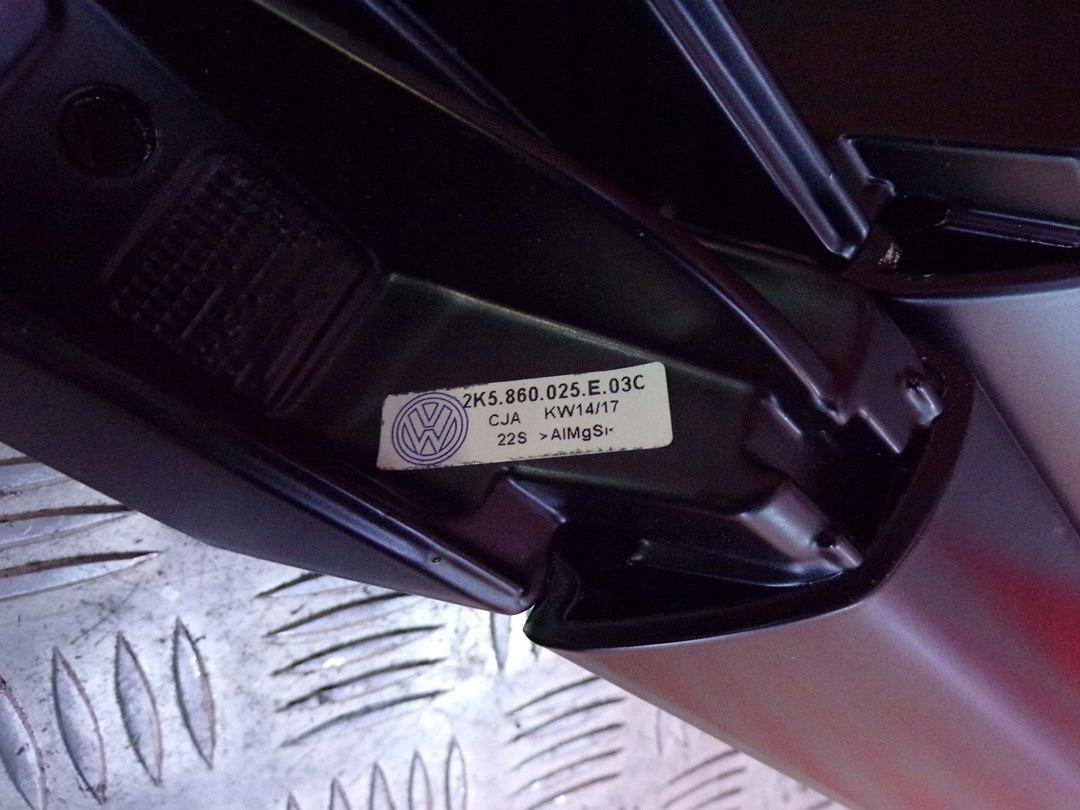 2K5.860.025.E.03C
CJA KW14/17
22S >AlMgSi<